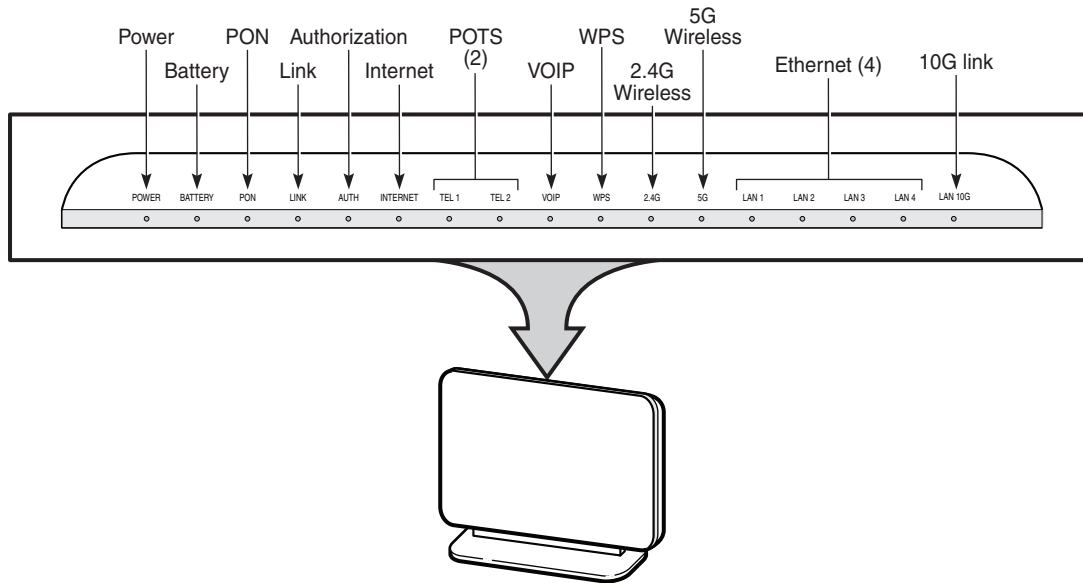 Power
PON
Authorization
POTS
(2)
WPS
5G
Wireless
Battery
Link
Internet
VOIP
2.4G
Wireless
Ethernet (4)
10G link
POWER BATTERY PON LINK AUTH INTERNET TEL 1 TEL 2 VOIP WPS 2.4G 5G LAN 1 LAN 2 LAN 3 LAN 4 LAN 10G